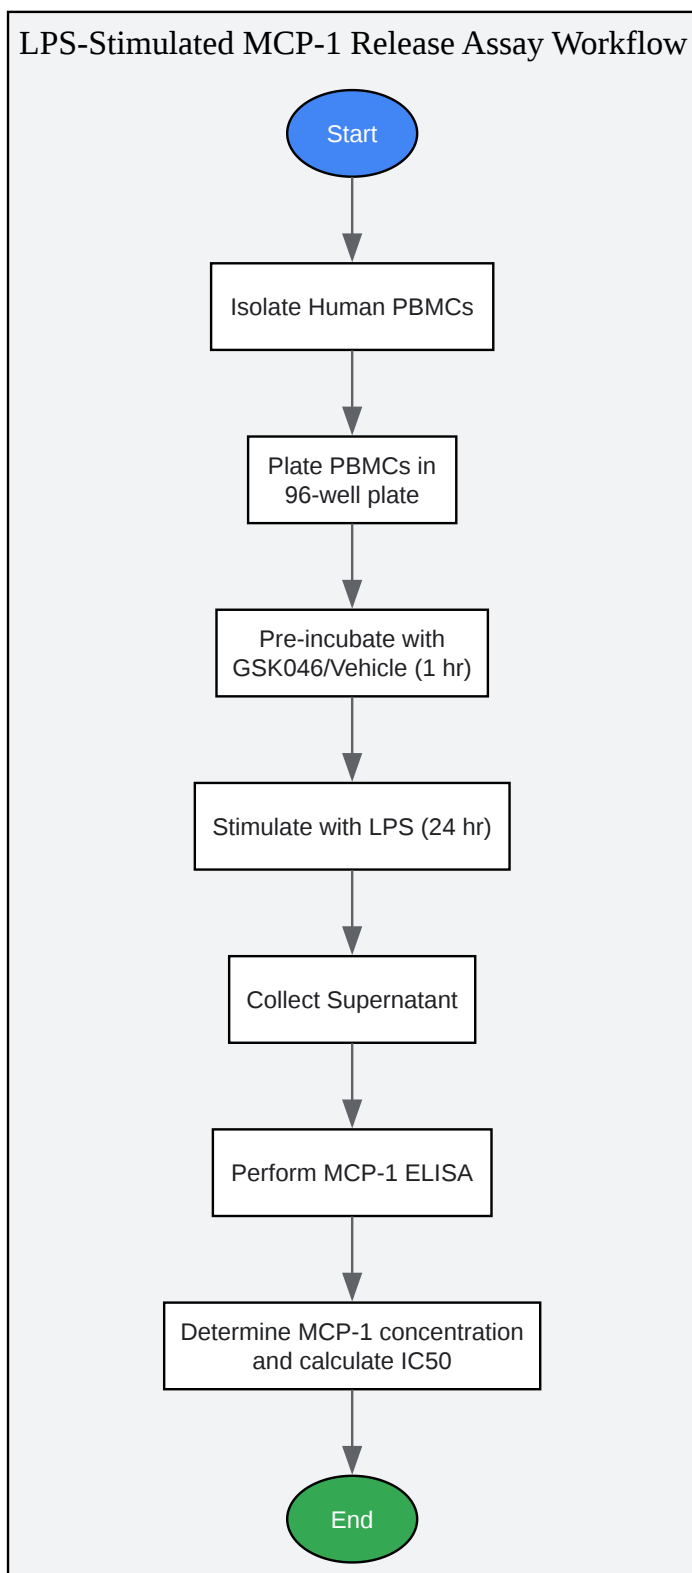 LPS-Stimulated MCP-1 Release Assay Workflow
Start
Isolate Human PBMCs
Plate PBMCs in
96-well plate
Pre-incubate with
GSK046/Vehicle (1 hr)
Stimulate with LPS (24 hr)
Collect Supernatant
Perform MCP-1 ELISA
Determine MCP-1 concentration
and calculate IC50
End